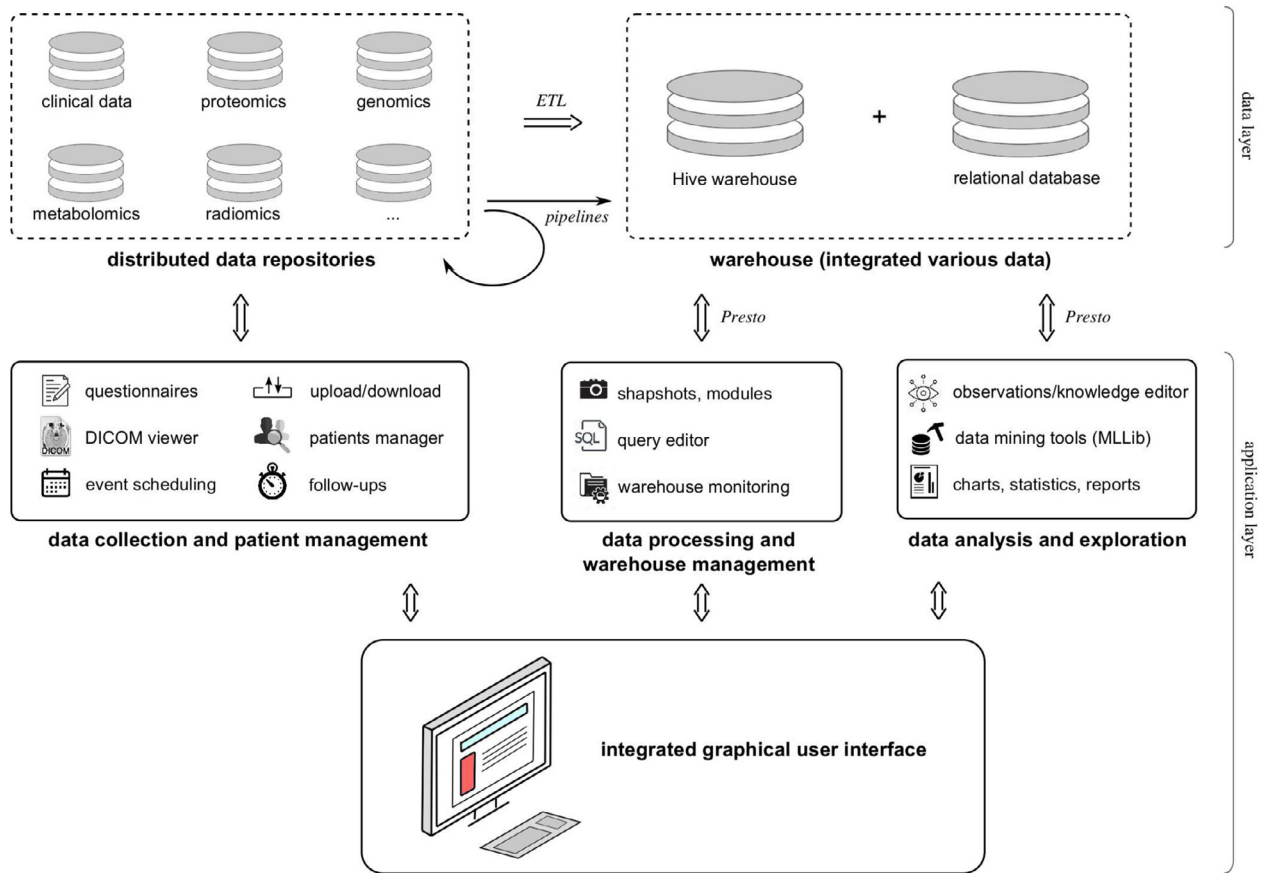 clinical data
proteomics
genomics
metabolomics
radiomics
...
distributed data repositories
ETL
pipelines
Hive warehouse
+
relational database
warehouse (integrated various data)
data layer
Presto
Presto
questionnaires
upload/download
DICOM
DICOM viewer
patients manager
event scheduling
follow-ups
data collection and patient management
shapshots, modules
SQL
query editor
warehouse monitoring
data processing and
warehouse management
observations/knowledge editor
data mining tools (MLLib)
charts, statistics, reports
data analysis and exploration
application layer
integrated graphical user interface